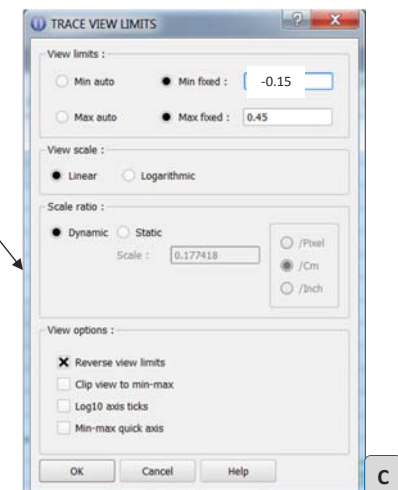 TRACE VIEW LIMITS
View limits :
Min auto Min fixed : -0.15
Max auto Max fixed : 0.45
View scale :
Linear Logarithmic
Scale ratio :
Dynamic Static
Scale : 0.177418
/Pixel
/Cm
/Inch
View options :
Reverse view limits
Clip view to min-max
Log10 axis ticks
Min-max quick axis
OK Cancel Help
C